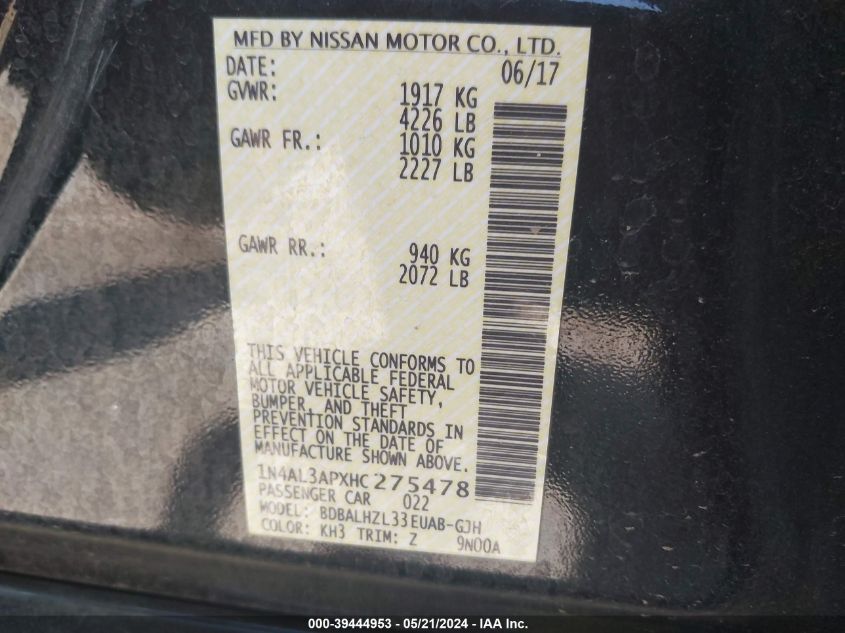 MFD BY NISSAN MOTOR CO., LTD.
DATE: 06/17
GVWR: 1917 KG
4226 LB
GAWR FR.: 1010 KG
2227 LB
GAWR RR.: 940 KG
2072 LB
THIS VEHICLE CONFORMS TO
ALL APPLICABLE FEDERAL
MOTOR VEHICLE SAFETY,
BUMPER, AND THEFT
PREVENTION STANDARDS IN
EFFECT ON THE DATE OF
MANUFACTURE SHOWN ABOVE.
1N4AL3APXHC275478
PASSENGER CAR 022
MODEL: BDBALHZL33EUAB-GJH
COLOR: KH3 TRIM: Z 9N00A
000-39444953 - 05/21/2024 - IAA Inc.